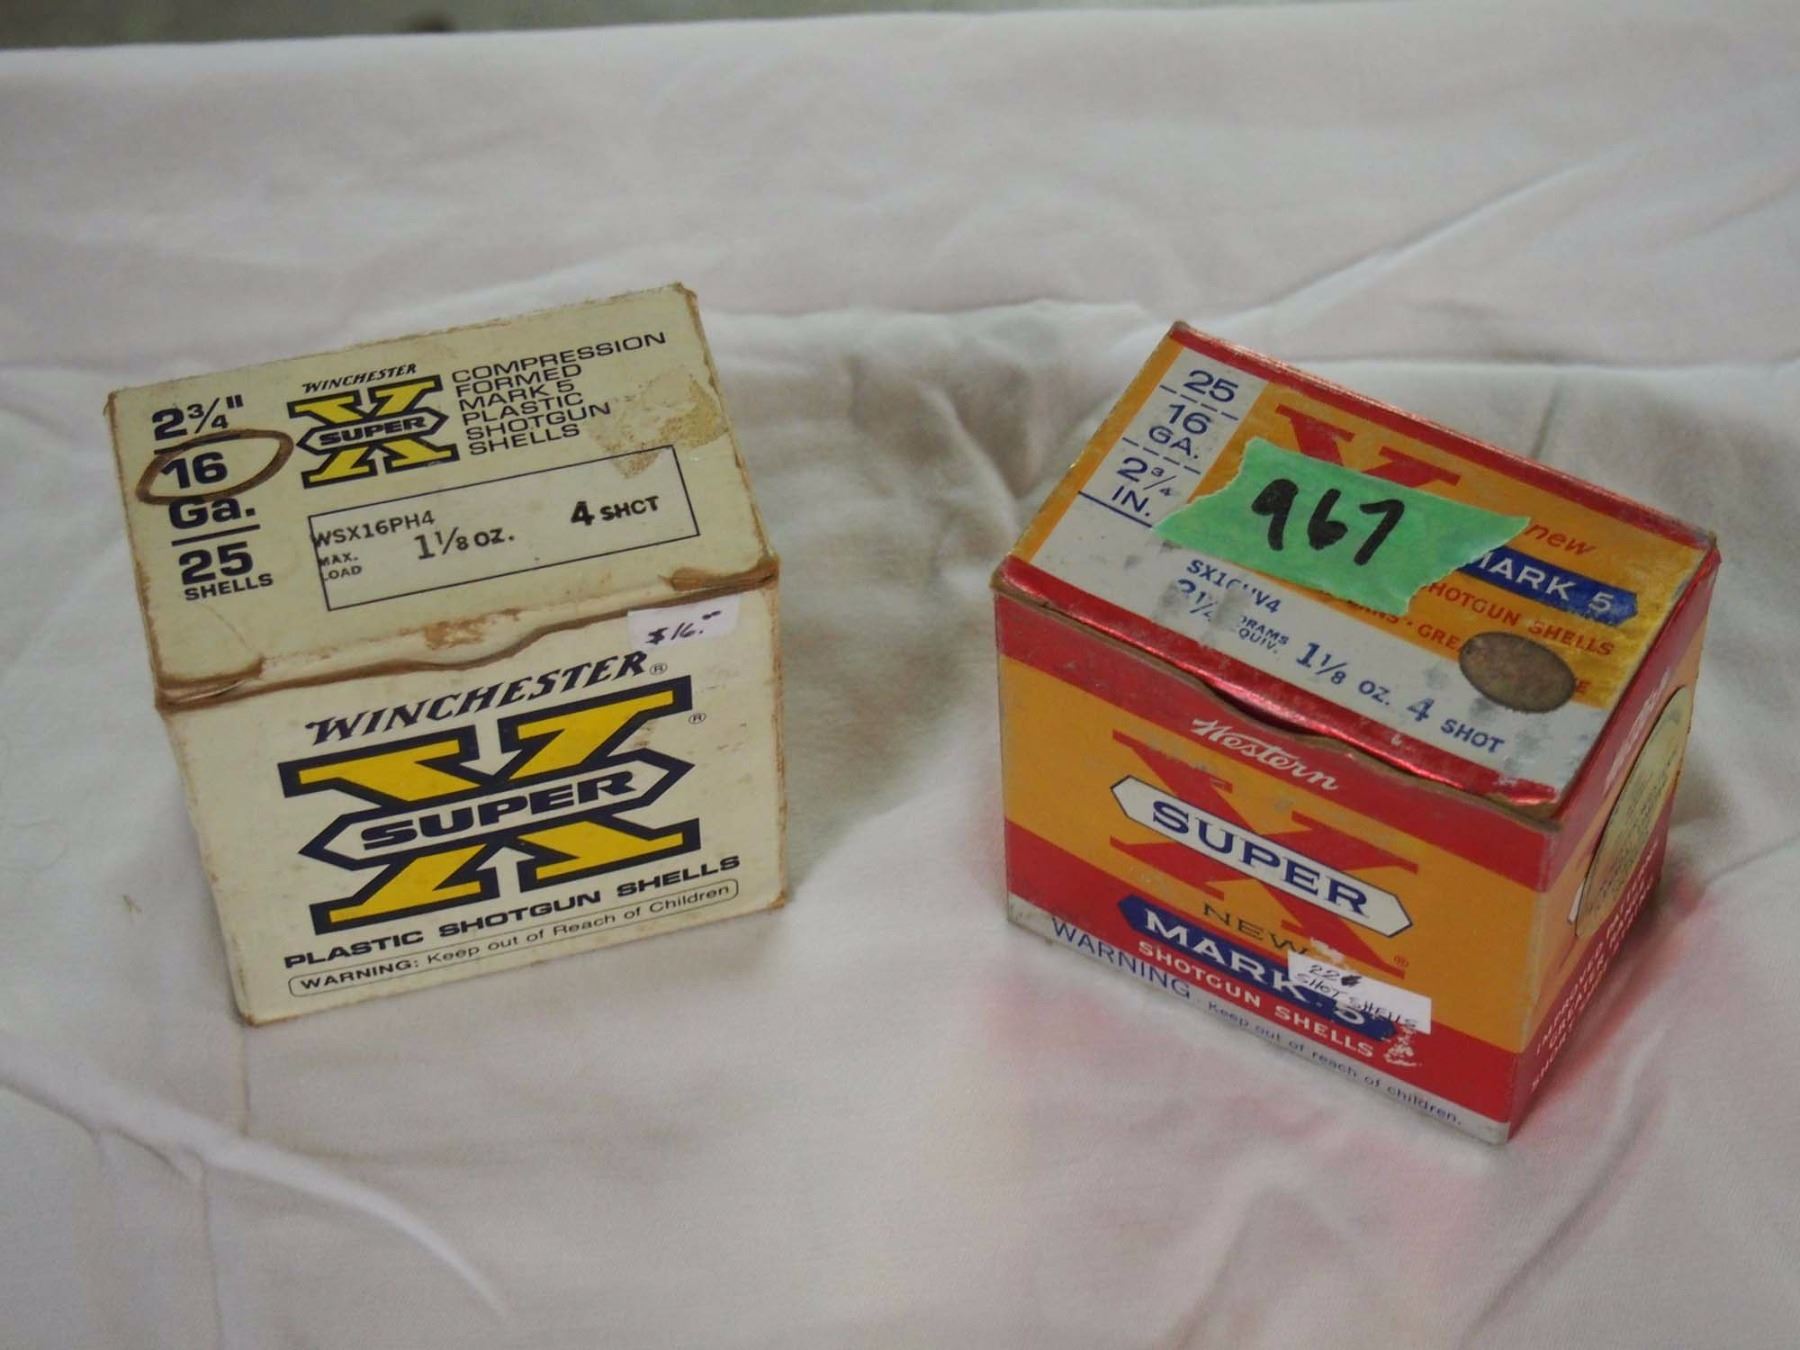 2¾"
16
Ga.
25
SHELLS
WINCHESTER
SUPER X
COMPRESSION
FORMED
MARK 5
PLASTIC
SHOTGUN
SHELLS
WSX16PH4
MAX.
LOAD
1⅛ oz.
4 SHOT
$16.
WINCHESTER®
SUPER X ®
PLASTIC SHOTGUN SHELLS
WARNING: Keep out of Reach of Children
25
16
GA.
2¾
IN.
X
967
new
MARK 5
SHOTGUN SHELLS
1⅛ OZ. 4 SHOT
Western
SUPER X ®
NEW
MARK 5
SHOTGUN SHELLS
22
SHOT SHELLS
WARNING - Keep out of reach of children.